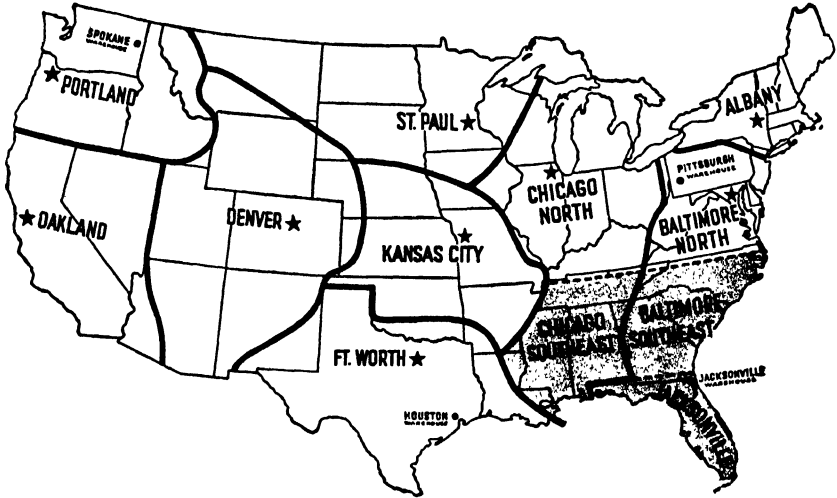 SPOKANE
WAREHOUSE
PORTLAND
ST. PAUL
ALBANY
PITTSBURGH
WAREHOUSE
CHICAGO
NORTH
BALTIMORE
NORTH
OAKLAND
DENVER
KANSAS CITY
CHICAGO
SOUTHEAST
BALTIMORE
SOUTHEAST
FT. WORTH
JACKSONVILLE
WAREHOUSE
HOUSTON
WAREHOUSE
JACKSONVILLE